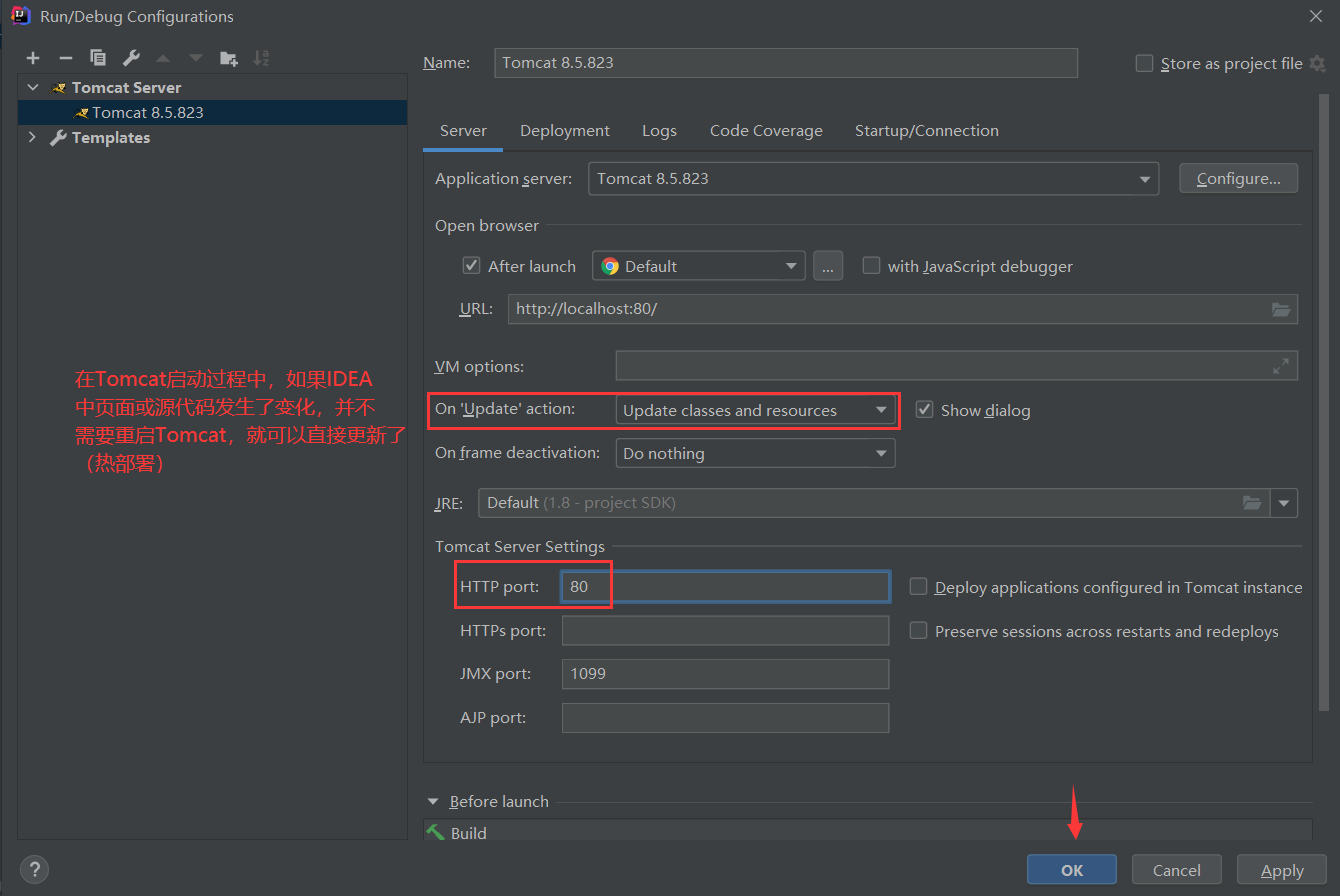 Run/Debug Configurations
Name: Tomcat 8.5.823 Store as project file
Tomcat Server
Tomcat 8.5.823
Templates
Server Deployment Logs Code Coverage Startup/Connection
Application server: Tomcat 8.5.823 Configure...
Open browser
After launch Default ... with JavaScript debugger
URL: http://localhost:80/
VM options:
在Tomcat启动过程中，如果IDEA
中页面或源代码发生了变化，并不
需要重启Tomcat，就可以直接更新了
（热部署）
On 'Update' action: Update classes and resources Show dialog
On frame deactivation: Do nothing
JRE: Default (1.8 - project SDK)
Tomcat Server Settings
HTTP port: 80 Deploy applications configured in Tomcat instance
HTTPs port: Preserve sessions across restarts and redeploys
JMX port: 1099
AJP port:
Before launch
Build
? OK Cancel Apply